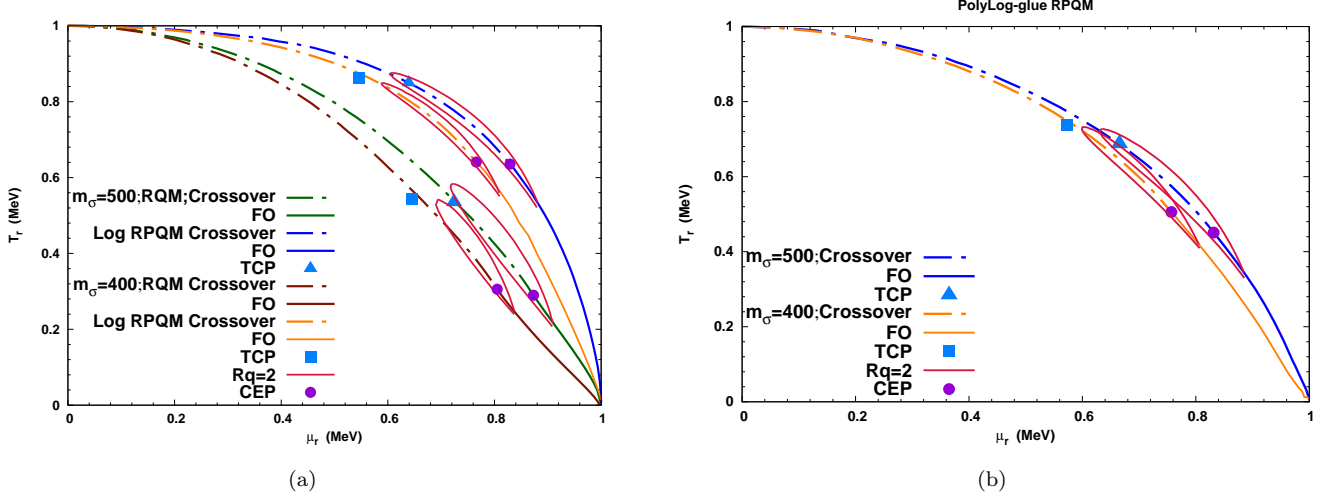 1
0.8
0.6
0.4
0.2
0
T_r (MeV)
m_σ=500;RQM;Crossover
FO
Log RPQM Crossover
FO
TCP
m_σ=400;RQM Crossover
FO
Log RPQM Crossover
FO
TCP
Rq=2
CEP
0 0.2 0.4 0.6 0.8 1
μ_r (MeV)
(a)
PolyLog-glue RPQM
1
0.8
0.6
0.4
0.2
0
T_r (MeV)
m_σ=500;Crossover
FO
TCP
m_σ=400;Crossover
FO
TCP
Rq=2
CEP
0 0.2 0.4 0.6 0.8 1
μ_r (MeV)
(b)